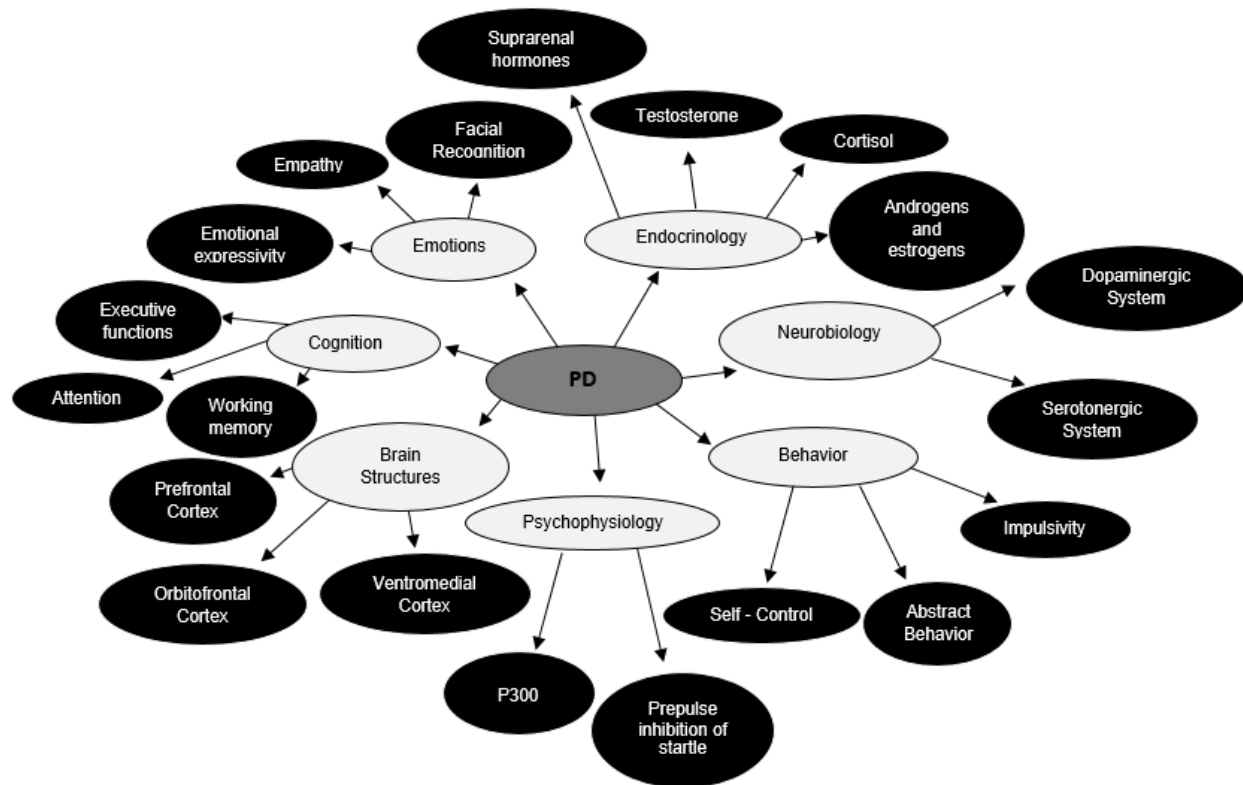 Suprarenal
hormones
Testosterone
Cortisol
Facial
Recognition
Empathy
Androgens
and
estrogens
Emotional
expressivity
Emotions
Endocrinology
Dopaminergic
System
Executive
functions
Cognition
Neurobiology
PD
Attention
Working
memory
Serotonergic
System
Brain
Structures
Behavior
Prefrontal
Cortex
Psychophysiology
Impulsivity
Orbitofrontal
Cortex
Ventromedial
Cortex
Self - Control
Abstract
Behavior
P300
Prepulse
inhibition of
startle